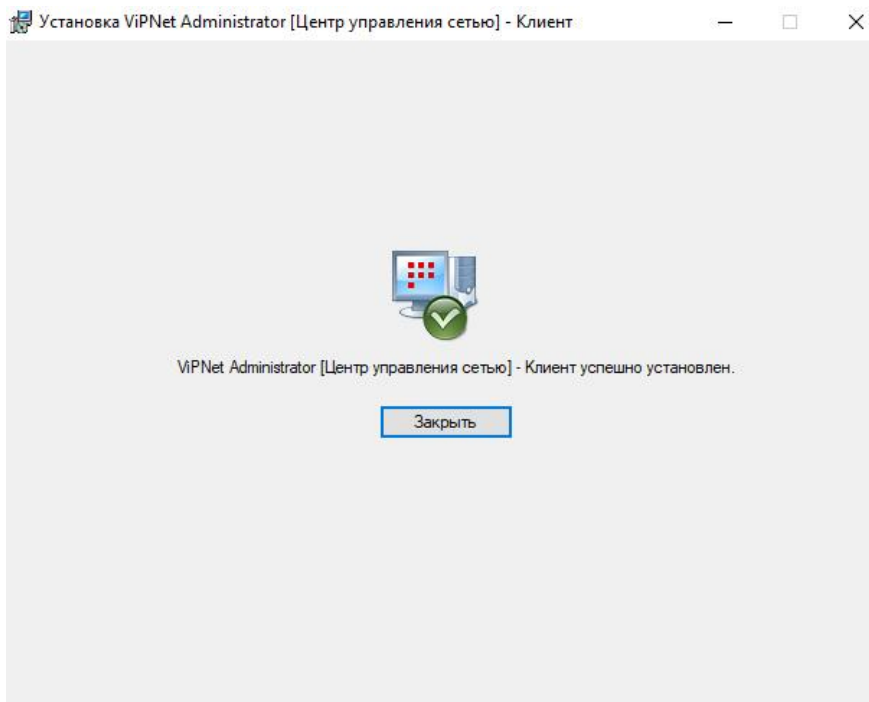 Установка ViPNet Administrator [Центр управления сетью] - Клиент
ViPNet Administrator [Центр управления сетью] - Клиент успешно установлен.
Закрыть